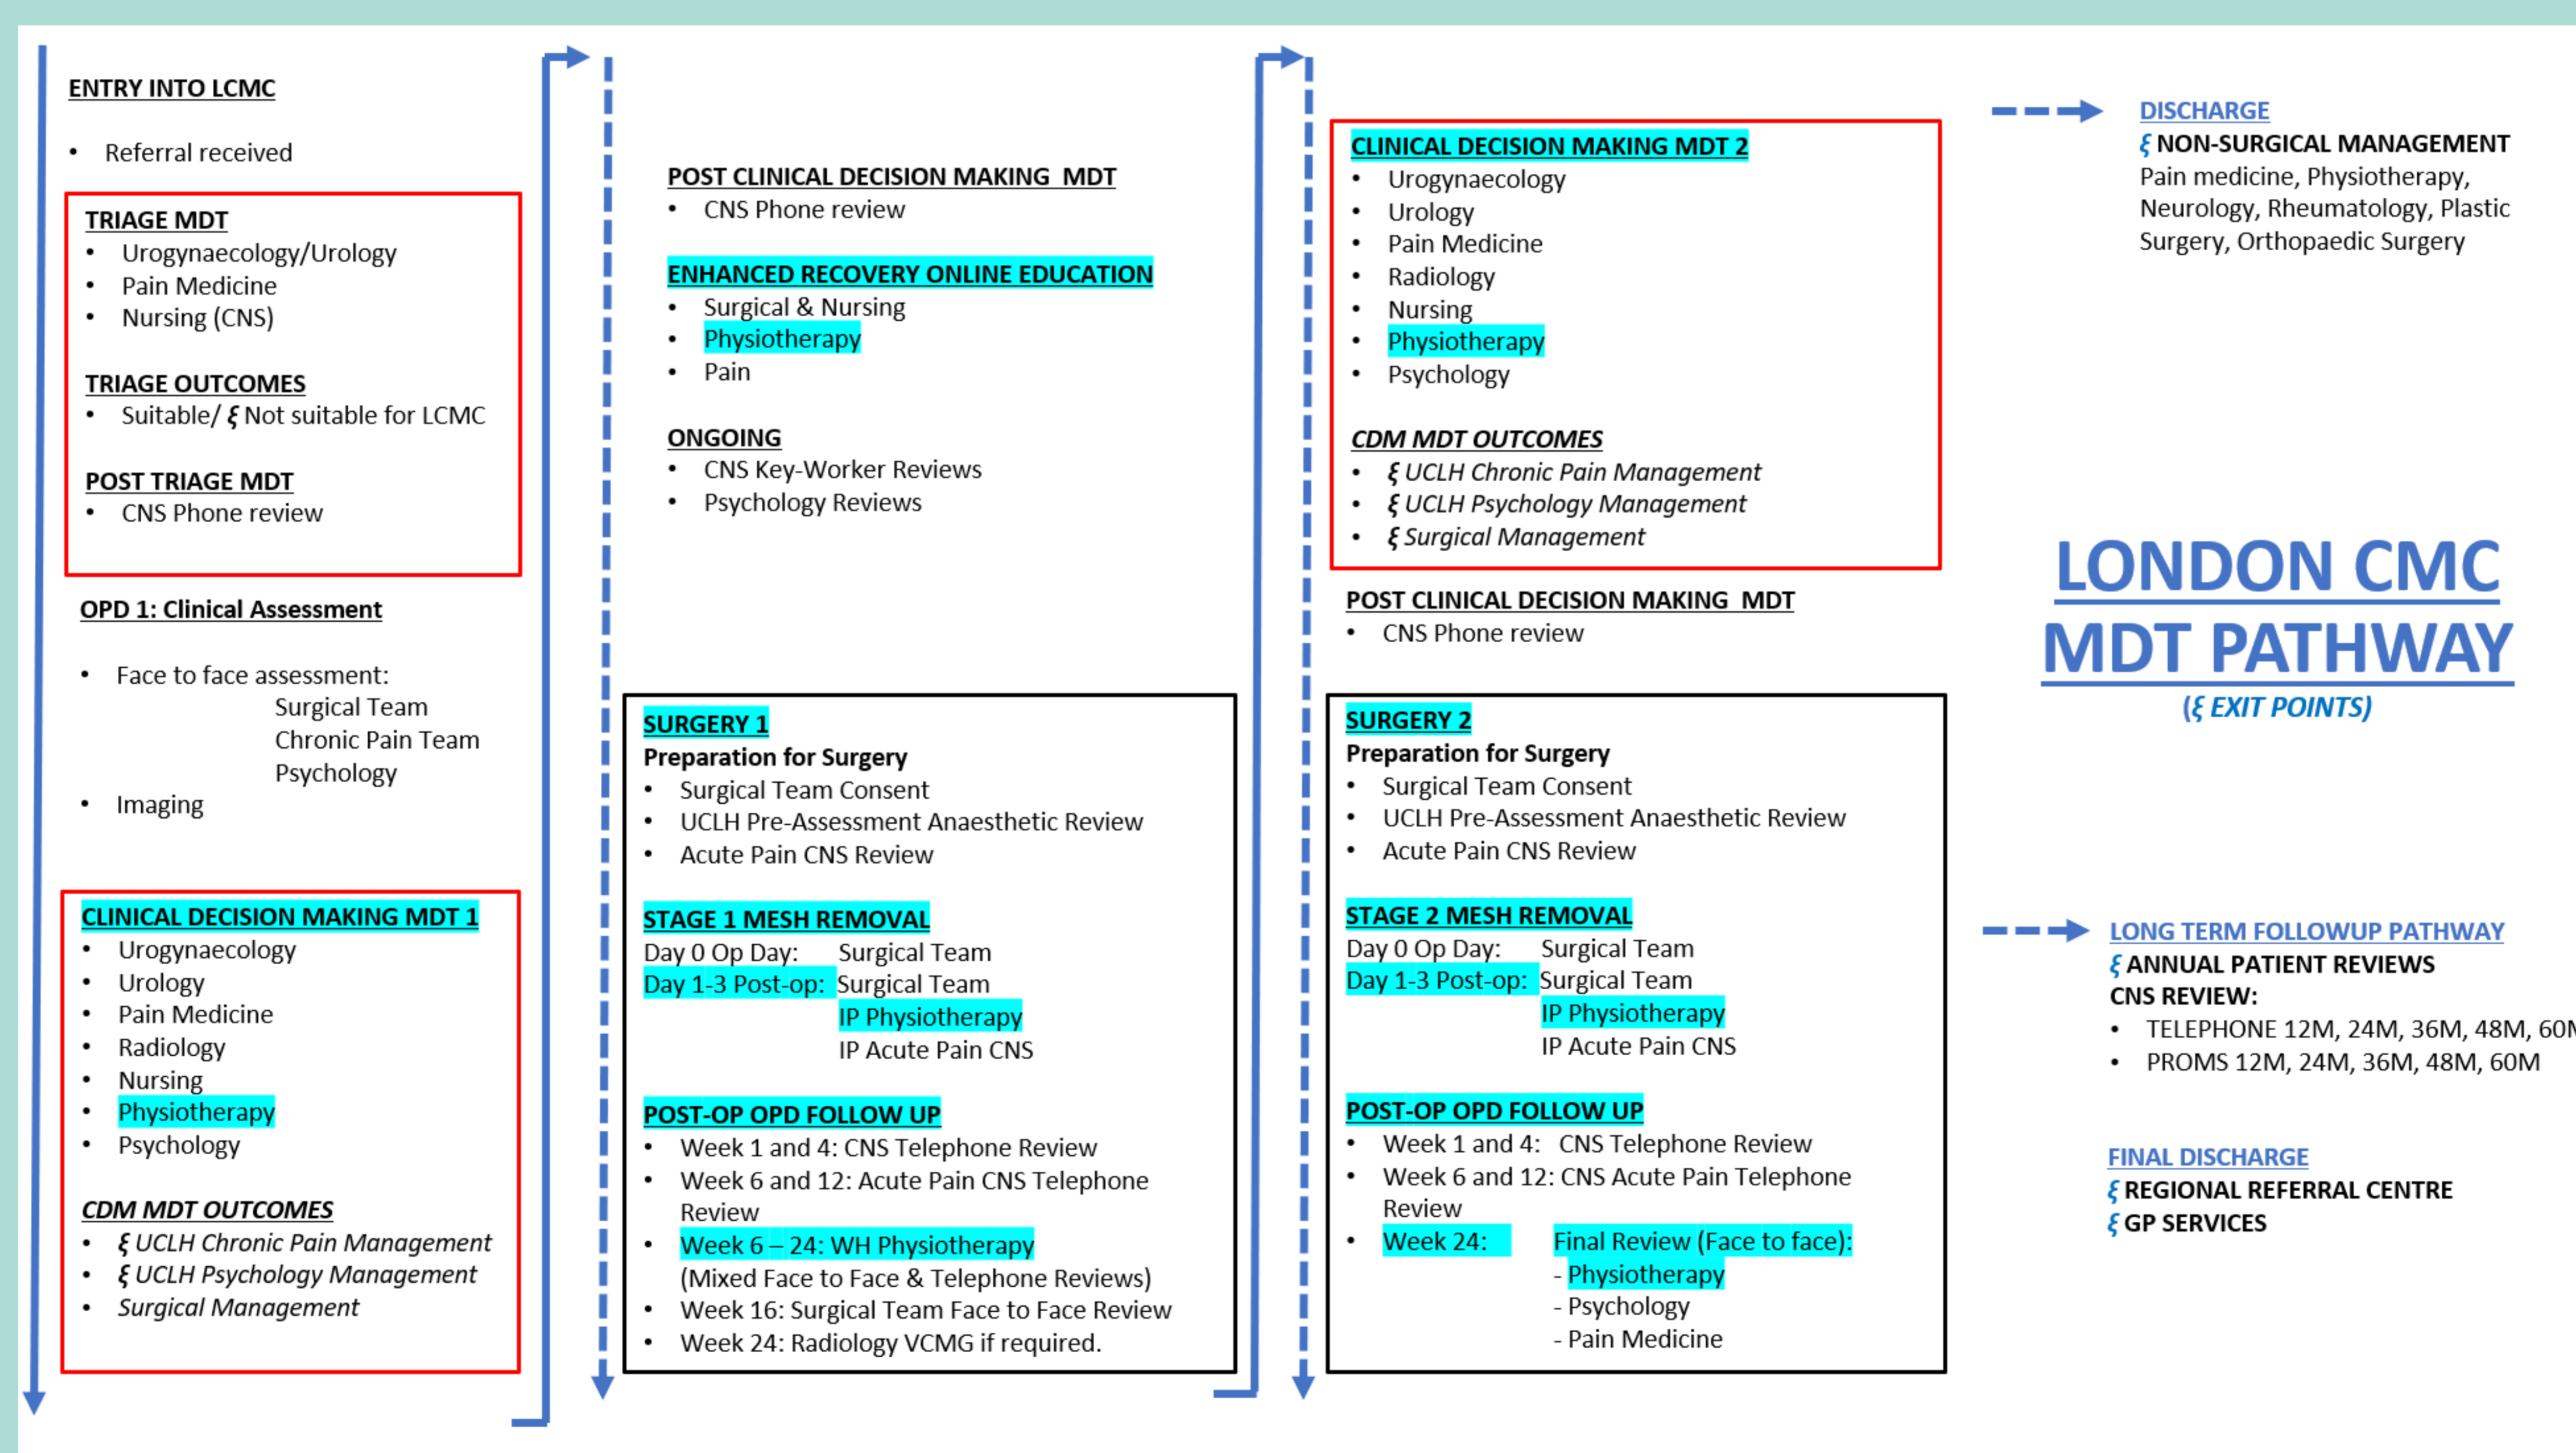 ENTRY INTO LCMC
• Referral received
TRIAGE MDT
• Urogynaecology/Urology
• Pain Medicine
• Nursing (CNS)
TRIAGE OUTCOMES
• Suitable/ ξ Not suitable for LCMC
POST TRIAGE MDT
• CNS Phone review
OPD 1: Clinical Assessment
• Face to face assessment:
Surgical Team
Chronic Pain Team
Psychology
• Imaging
CLINICAL DECISION MAKING MDT 1
• Urogynaecology
• Urology
• Pain Medicine
• Radiology
• Nursing
• Physiotherapy
• Psychology
CDM MDT OUTCOMES
• ξ UCLH Chronic Pain Management
• ξ UCLH Psychology Management
• Surgical Management
POST CLINICAL DECISION MAKING MDT
• CNS Phone review
ENHANCED RECOVERY ONLINE EDUCATION
• Surgical & Nursing
• Physiotherapy
• Pain
ONGOING
• CNS Key-Worker Reviews
• Psychology Reviews
SURGERY 1
Preparation for Surgery
• Surgical Team Consent
• UCLH Pre-Assessment Anaesthetic Review
• Acute Pain CNS Review
STAGE 1 MESH REMOVAL
Day 0 Op Day: Surgical Team
Day 1-3 Post-op: Surgical Team
IP Physiotherapy
IP Acute Pain CNS
POST-OP OPD FOLLOW UP
• Week 1 and 4: CNS Telephone Review
• Week 6 and 12: Acute Pain CNS Telephone
Review
• Week 6 – 24: WH Physiotherapy
(Mixed Face to Face & Telephone Reviews)
• Week 16: Surgical Team Face to Face Review
• Week 24: Radiology VCMG if required.
CLINICAL DECISION MAKING MDT 2
• Urogynaecology
• Urology
• Pain Medicine
• Radiology
• Nursing
• Physiotherapy
• Psychology
CDM MDT OUTCOMES
• ξ UCLH Chronic Pain Management
• ξ UCLH Psychology Management
• ξ Surgical Management
POST CLINICAL DECISION MAKING MDT
• CNS Phone review
SURGERY 2
Preparation for Surgery
• Surgical Team Consent
• UCLH Pre-Assessment Anaesthetic Review
• Acute Pain CNS Review
STAGE 2 MESH REMOVAL
Day 0 Op Day: Surgical Team
Day 1-3 Post-op: Surgical Team
IP Physiotherapy
IP Acute Pain CNS
POST-OP OPD FOLLOW UP
• Week 1 and 4: CNS Telephone Review
• Week 6 and 12: CNS Acute Pain Telephone
Review
• Week 24: Final Review (Face to face):
- Physiotherapy
- Psychology
- Pain Medicine
DISCHARGE
ξ NON-SURGICAL MANAGEMENT
Pain medicine, Physiotherapy,
Neurology, Rheumatology, Plastic
Surgery, Orthopaedic Surgery
LONDON CMC
MDT PATHWAY
(ξ EXIT POINTS)
LONG TERM FOLLOWUP PATHWAY
ξ ANNUAL PATIENT REVIEWS
CNS REVIEW:
• TELEPHONE 12M, 24M, 36M, 48M, 60M
• PROMS 12M, 24M, 36M, 48M, 60M
FINAL DISCHARGE
ξ REGIONAL REFERRAL CENTRE
ξ GP SERVICES